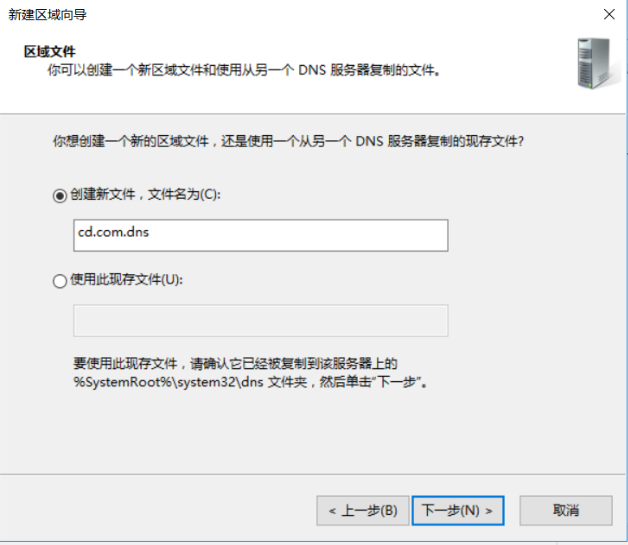 新建区域向导
区域文件
你可以创建一个新区域文件和使用从另一个 DNS 服务器复制的文件。
你想创建一个新的区域文件，还是使用一个从另一个 DNS 服务器复制的现存文件?
创建新文件，文件名为(C):
cd.com.dns
使用此现存文件(U):
要使用此现存文件，请确认它已经被复制到该服务器上的
%SystemRoot%\system32\dns 文件夹，然后单击“下一步”。
< 上一步(B) 下一步(N) > 取消